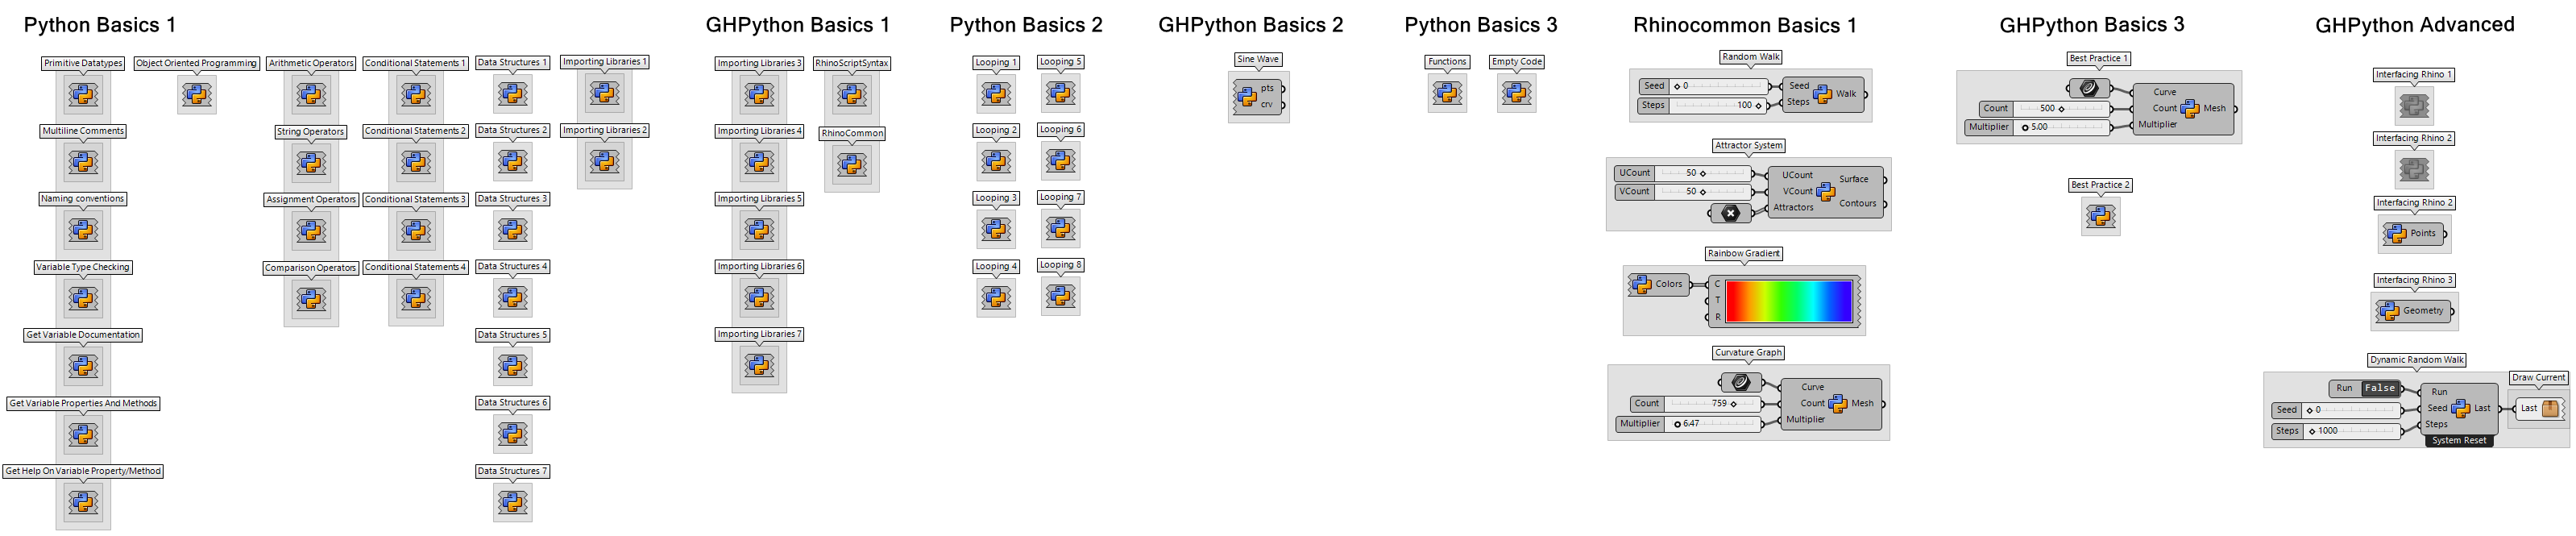 Python Basics 1
Primitive Datatypes
Multiline Comments
Naming conventions
Variable Type Checking
Get Variable Documentation
Get Variable Properties And Methods
Get Help On Variable Property/Method
Object Oriented Programming
Arithmetic Operators
String Operators
Assignment Operators
Comparison Operators
Conditional Statements 1
Conditional Statements 2
Conditional Statements 3
Conditional Statements 4
Data Structures 1
Data Structures 2
Data Structures 3
Data Structures 4
Data Structures 5
Data Structures 6
Data Structures 7
Importing Libraries 1
Importing Libraries 2
GHPython Basics 1
Importing Libraries 3
Importing Libraries 4
Importing Libraries 5
Importing Libraries 6
Importing Libraries 7
RhinoScriptSyntax
RhinoCommon
Python Basics 2
Looping 1
Looping 2
Looping 3
Looping 4
Looping 5
Looping 6
Looping 7
Looping 8
GHPython Basics 2
Sine Wave
pts
crv
Python Basics 3
Functions
Empty Code
Rhinocommon Basics 1
Random Walk
Seed 0
Steps 100
Seed
Steps
Walk
Attractor System
UCount 50
VCount 50
UCount
VCount
Attractors
Surface
Contours
Rainbow Gradient
Colors
C
T
R
Curvature Graph
Count 759
Multiplier 6.47
Curve
Count
Multiplier
Mesh
GHPython Basics 3
Best Practice 1
Count 500
Multiplier 5.00
Curve
Count
Multiplier
Mesh
Best Practice 2
GHPython Advanced
Interfacing Rhino 1
Interfacing Rhino 2
Interfacing Rhino 2
Points
Interfacing Rhino 3
Geometry
Dynamic Random Walk
Run False
Seed 0
Steps 1000
Run
Seed
Steps
Last
System Reset
Draw Current
Last